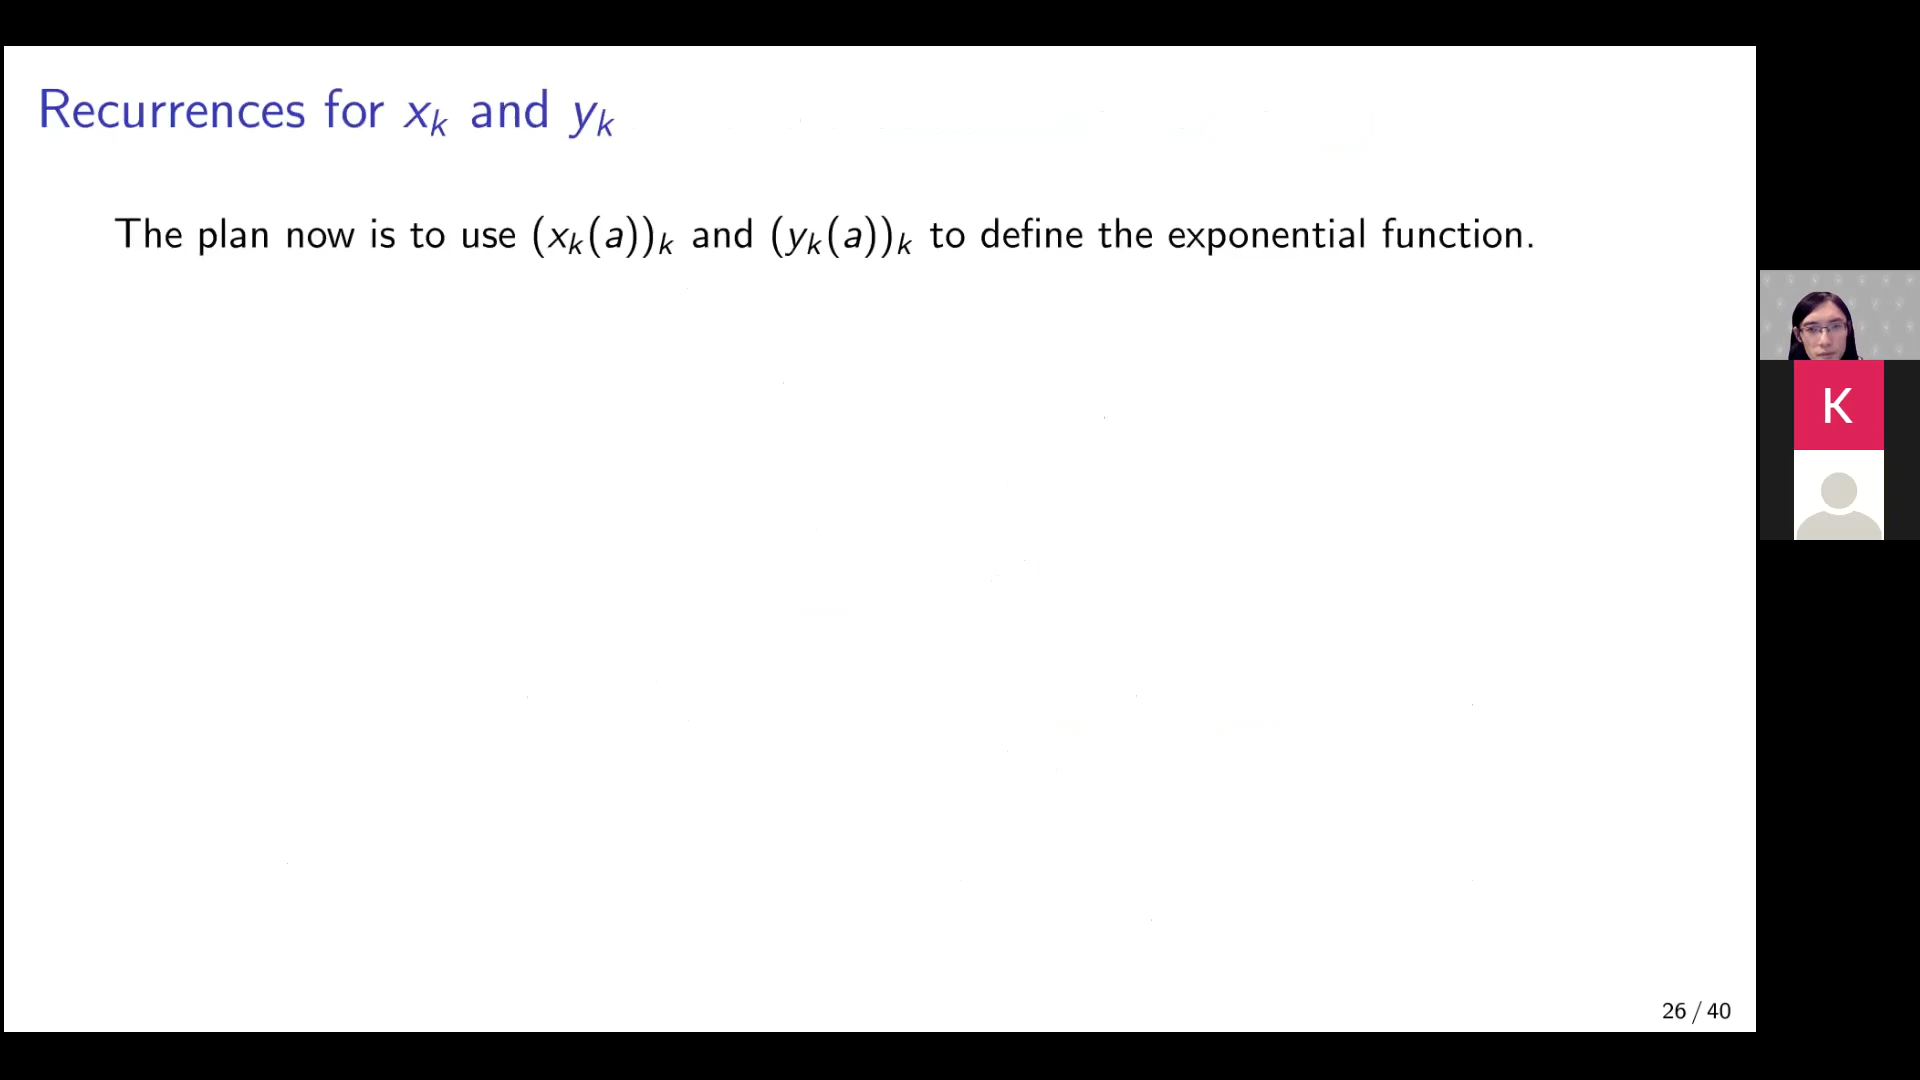 Recurrences for x_k and y_k
The plan now is to use (x_k(a))_k and (y_k(a))_k to define the exponential function.
K
26 / 40